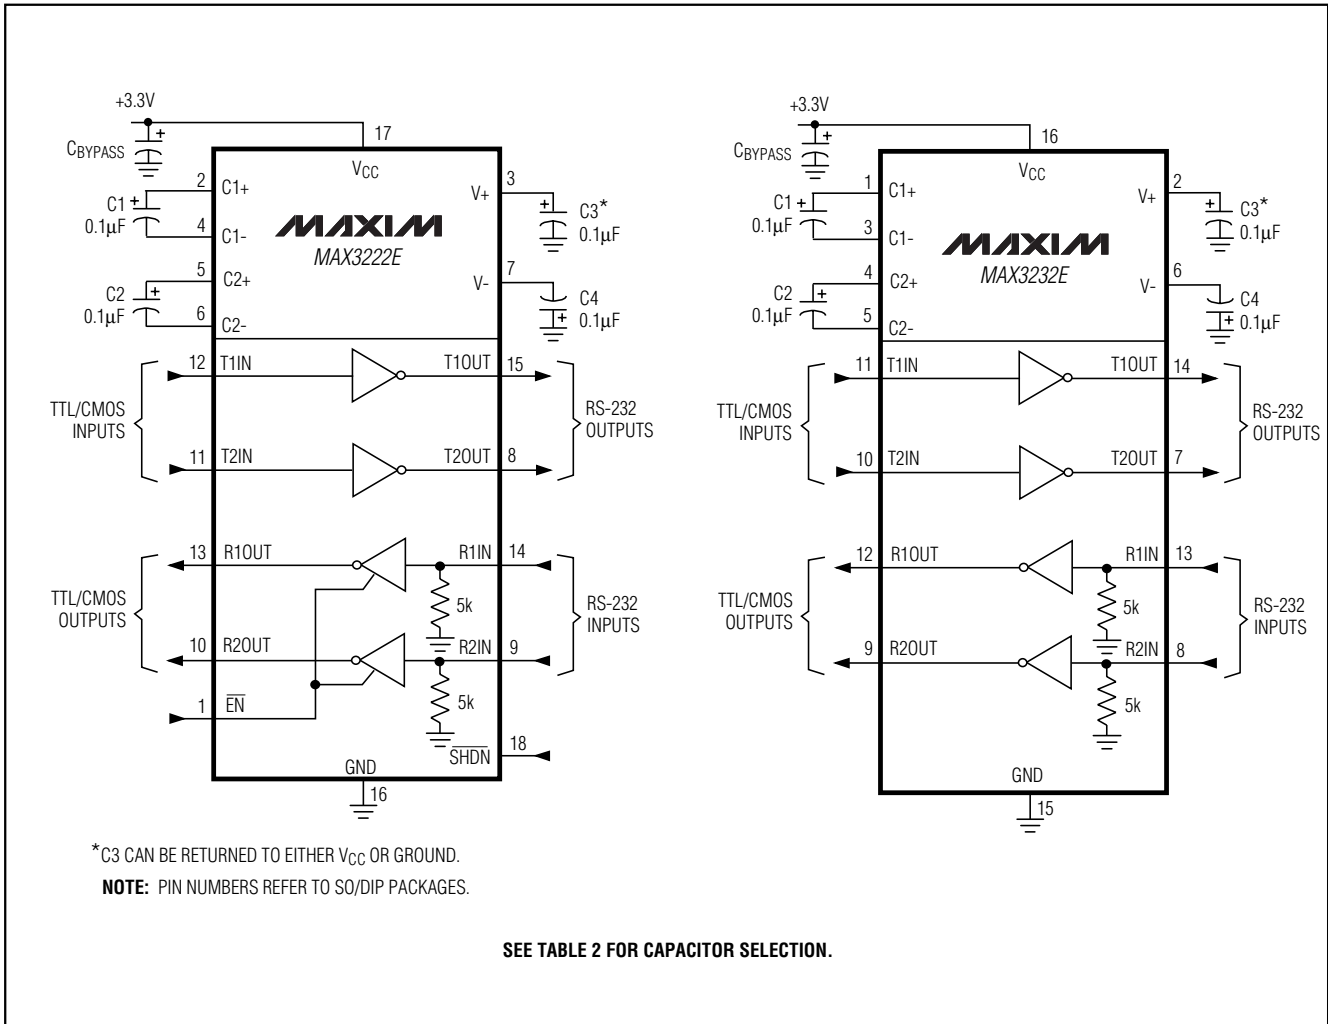 +3.3V
CBYPASS
17
VCC
2
C1+
C1
0.1µF
4
C1-
5
C2+
C2
0.1µF
6
C2-
V+
3
C3*
0.1µF
V-
7
C4
0.1µF
MAXIM
MAX3222E
TTL/CMOS
INPUTS
12
T1IN
T1OUT
15
11
T2IN
T2OUT
8
RS-232
OUTPUTS
TTL/CMOS
OUTPUTS
13
R1OUT
R1IN
14
5k
10
R2OUT
R2IN
9
5k
RS-232
INPUTS
1
EN
SHDN
18
GND
16
+3.3V
CBYPASS
16
VCC
1
C1+
C1
0.1µF
3
C1-
4
C2+
C2
0.1µF
5
C2-
V+
2
C3*
0.1µF
V-
6
C4
0.1µF
MAXIM
MAX3232E
TTL/CMOS
INPUTS
11
T1IN
T1OUT
14
10
T2IN
T2OUT
7
RS-232
OUTPUTS
TTL/CMOS
OUTPUTS
12
R1OUT
R1IN
13
5k
9
R2OUT
R2IN
8
5k
RS-232
INPUTS
GND
15
*C3 CAN BE RETURNED TO EITHER VCC OR GROUND.
NOTE: PIN NUMBERS REFER TO SO/DIP PACKAGES.
SEE TABLE 2 FOR CAPACITOR SELECTION.